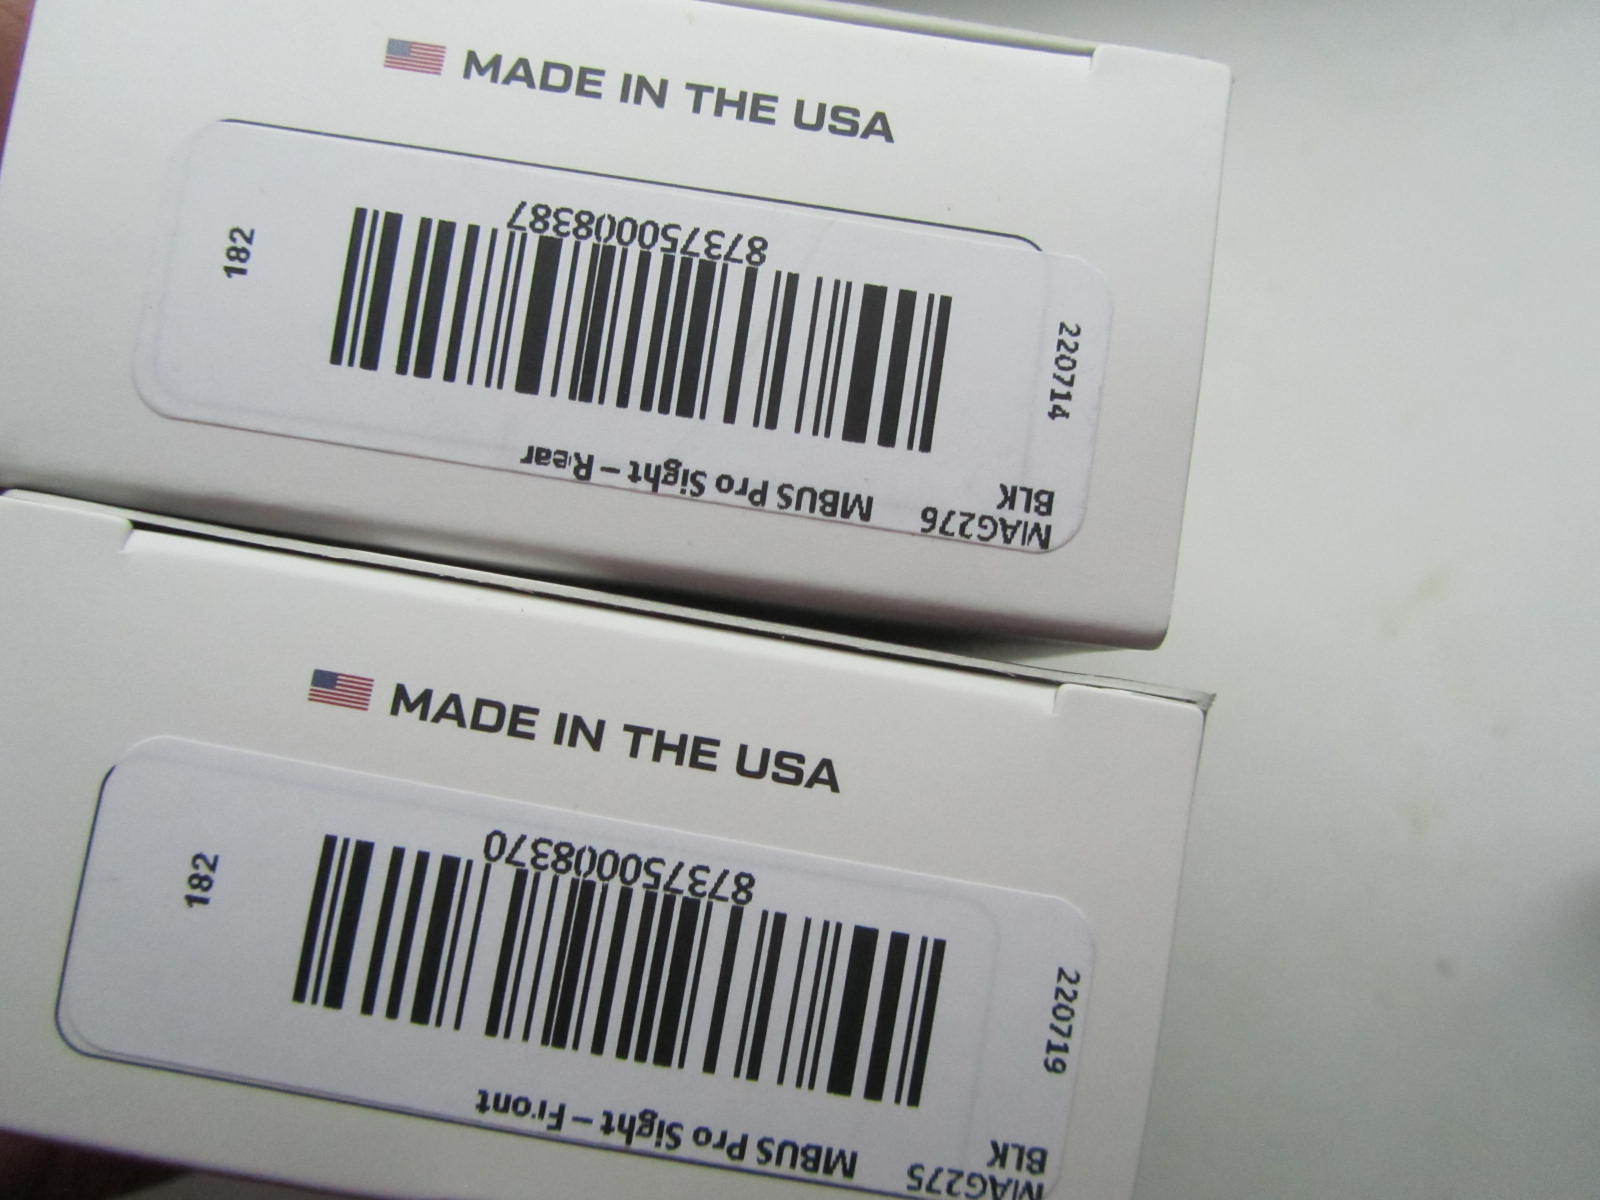 MADE IN THE USA
182
873750008387
220714
MBUS Pro Sight – Rear
MAG276
BLK
MADE IN THE USA
182
873750008370
220719
MBUS Pro Sight – Front
MAG275
BLK